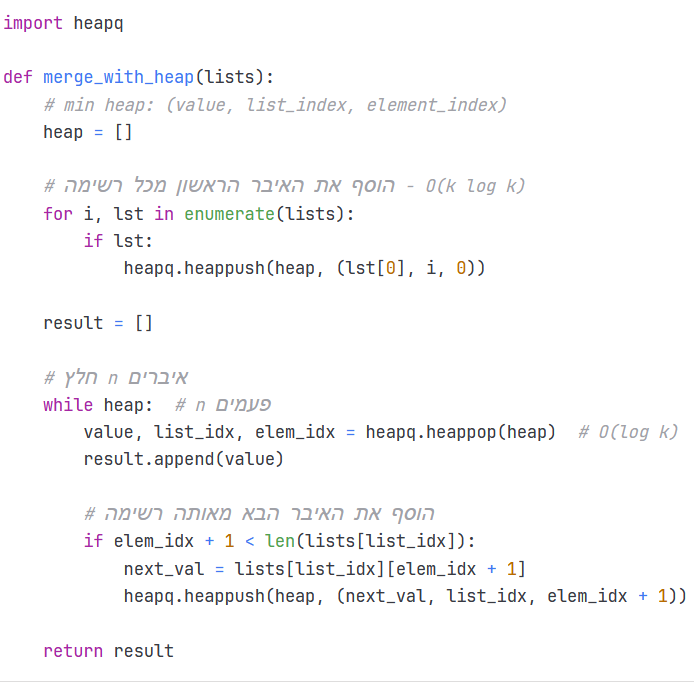 import heapq
def merge_with_heap(lists):
    # min heap: (value, list_index, element_index)
    heap = []
    # הוסף את האיבר הראשון מכל רשימה - O(k log k)
    for i, lst in enumerate(lists):
        if lst:
            heapq.heappush(heap, (lst[0], i, 0))
    result = []
    # חלץ n איברים
    while heap:  # n פעמים
        value, list_idx, elem_idx = heapq.heappop(heap)  # O(log k)
        result.append(value)
        # הוסף את האיבר הבא מאותה רשימה
        if elem_idx + 1 < len(lists[list_idx]):
            next_val = lists[list_idx][elem_idx + 1]
            heapq.heappush(heap, (next_val, list_idx, elem_idx + 1))
    return result